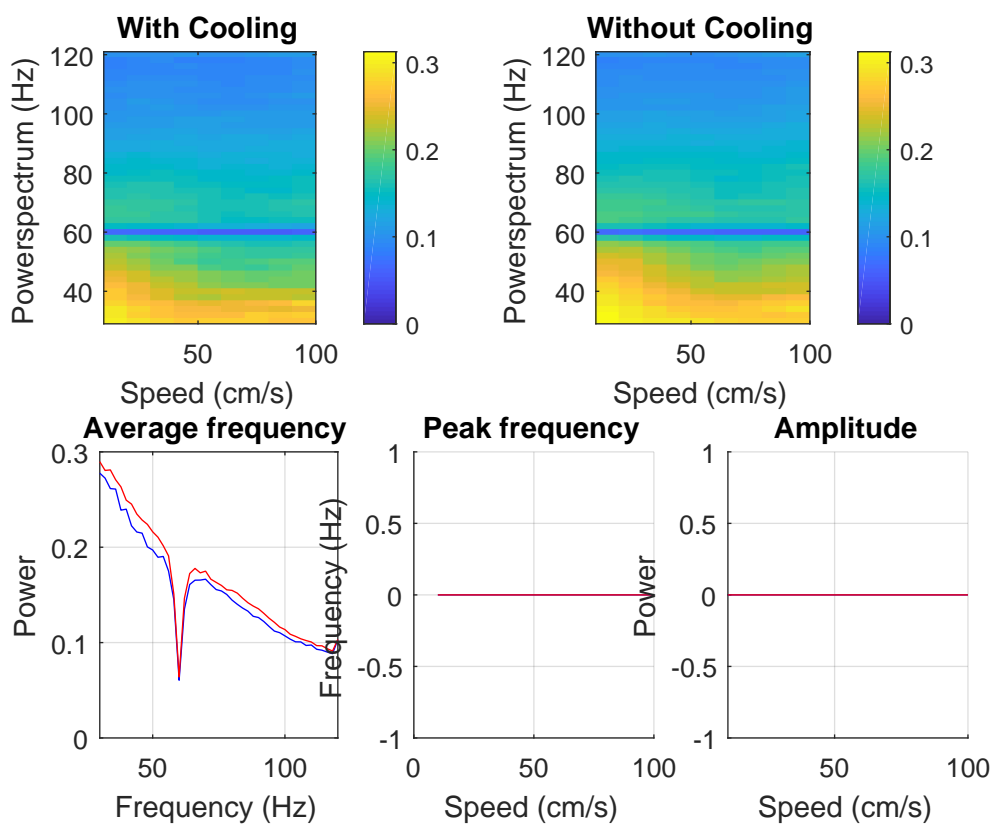 With Cooling
Powerspectrum (Hz)
120
100
80
60
40
50
100
Speed (cm/s)
0.3
0.2
0.1
0
Without Cooling
Powerspectrum (Hz)
120
100
80
60
40
50
100
Speed (cm/s)
0.3
0.2
0.1
0
Average frequency
Power
0.3
0.2
0.1
0
50
100
Frequency (Hz)
Peak frequency
Frequency (Hz)
1
0.5
0
-0.5
-1
0
50
100
Speed (cm/s)
Amplitude
Power
1
0.5
0
-0.5
-1
50
100
Speed (cm/s)